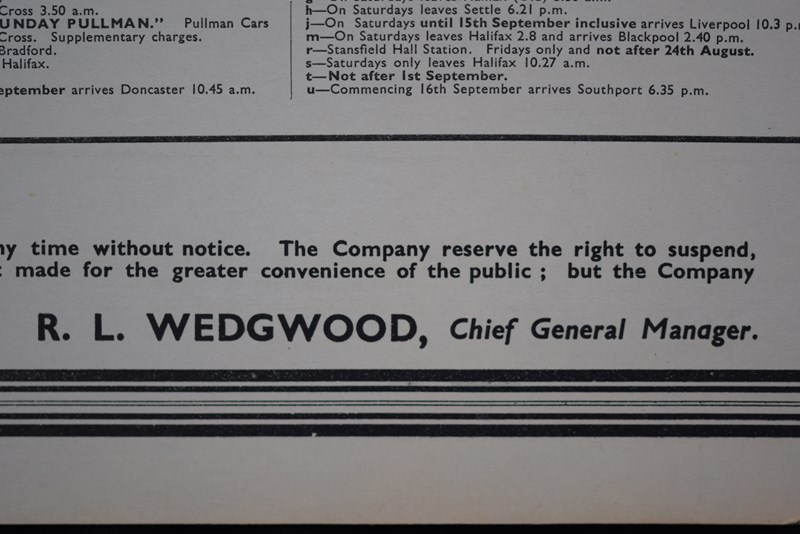 Cross 3.50 a.m.
UNDAY PULLMAN." Pullman Cars
Cross. Supplementary charges.
Bradford.
Halifax.
eptember arrives Doncaster 10.45 a.m.
h—On Saturdays leaves Settle 6.21 p.m.
j—On Saturdays until 15th September inclusive arrives Liverpool 10.3 p.
m—On Saturdays leaves Halifax 2.8 and arrives Blackpool 2.40 p.m.
r—Stansfield Hall Station. Fridays only and not after 24th August.
s—Saturdays only leaves Halifax 10.27 a.m.
t—Not after 1st September.
u—Commencing 16th September arrives Southport 6.35 p.m.
ny time without notice. The Company reserve the right to suspend,
made for the greater convenience of the public ; but the Company
R. L. WEDGWOOD, Chief General Manager.